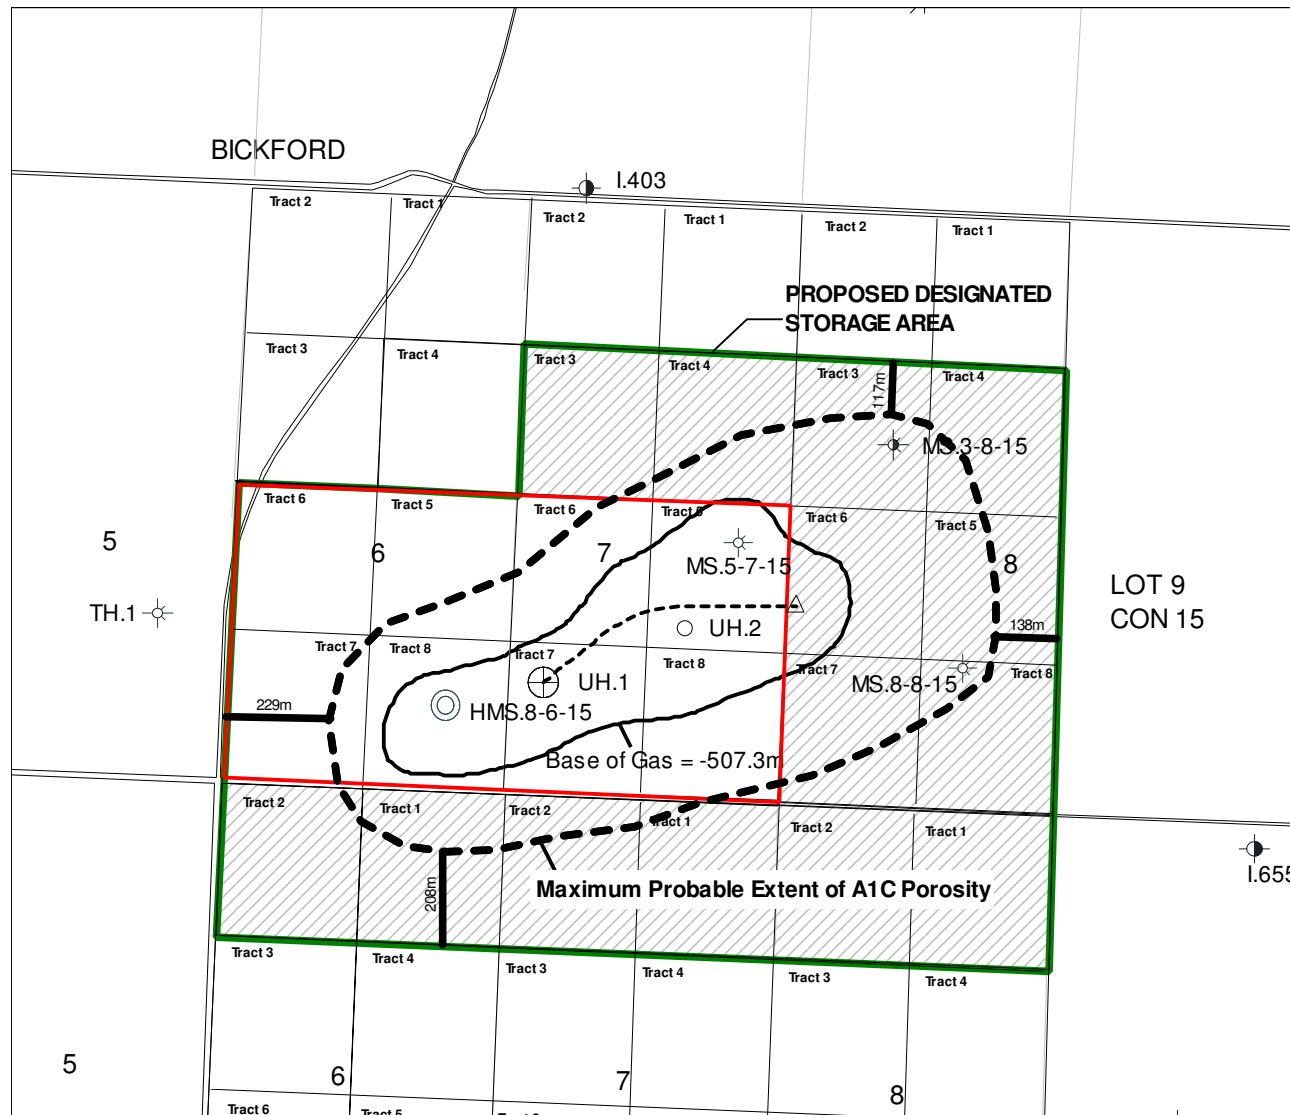 BICKFORD
I.403
Tract 2
Tract 1
Tract 2
Tract 1
Tract 2
Tract 1
PROPOSED DESIGNATED
STORAGE AREA
Tract 3
Tract 4
Tract 3
Tract 4
Tract 3
Tract 4
117m
MS.3-8-15
Tract 6
Tract 5
Tract 6
Tract 5
Tract 6
Tract 5
5
6
7
8
MS.5-7-15
LOT 9
CON 15
TH.1
UH.2
138m
Tract 7
Tract 8
Tract 7
Tract 8
Tract 7
Tract 8
MS.8-8-15
UH.1
229m
HMS.8-6-15
Base of Gas = -507.3m
Tract 2
Tract 1
Tract 2
Tract 1
Tract 2
Tract 1
208m
Maximum Probable Extent of A1C Porosity
I.655
Tract 3
Tract 4
Tract 3
Tract 4
Tract 3
Tract 4
5
6
7
8
Tract 6
Tract 5